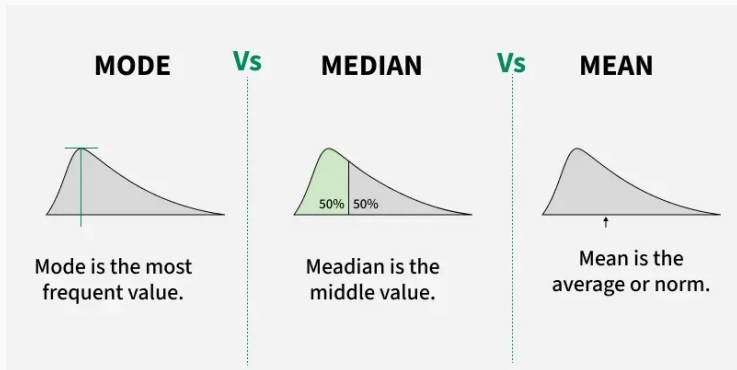 MODE
Vs
MEDIAN
Vs
MEAN
50%
50%
Mode is the most
frequent value.
Meadian is the
middle value.
Mean is the
average or norm.